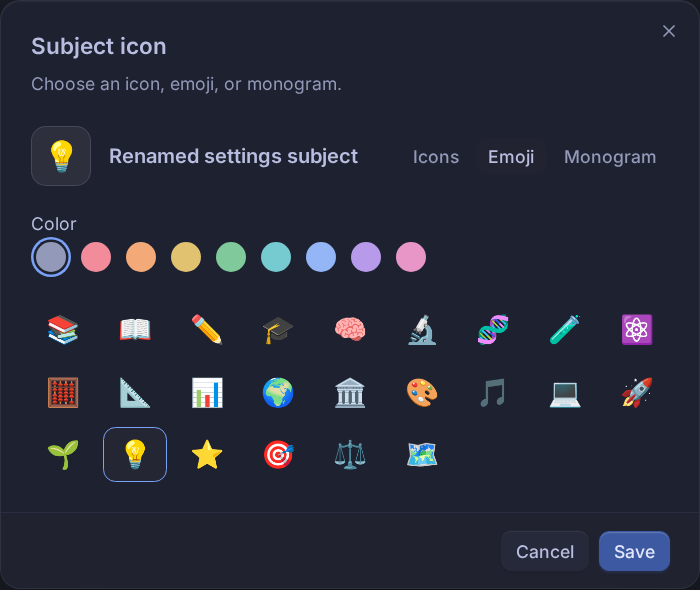 Subject icon
Choose an icon, emoji, or monogram.
Renamed settings subject
Icons Emoji Monogram
Color
Cancel Save